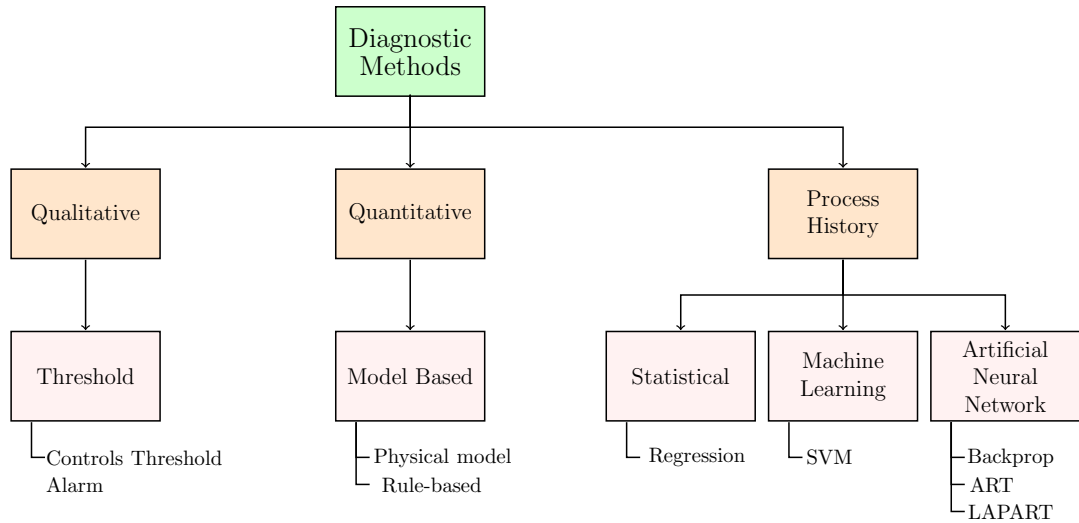 Diagnostic
Methods
Qualitative
Quantitative
Process
History
Threshold
Model Based
Statistical
Machine
Learning
Artificial
Neural
Network
Controls Threshold
Alarm
Physical model
Rule-based
Regression
SVM
Backprop
ART
LAPART